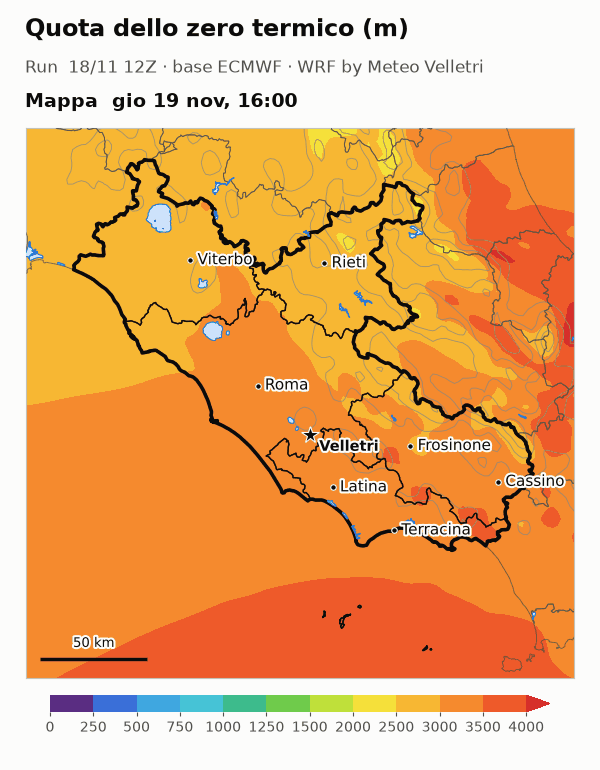 Quota dello zero termico (m)
Run  18/11 12Z · base ECMWF · WRF by Meteo Velletri
Mappa  gio 19 nov, 16:00
Viterbo
Rieti
Roma
Velletri
Frosinone
Cassino
Latina
Terracina
50 km
0 250 500 750 1000 1250 1500 2000 2500 3000 3500 4000